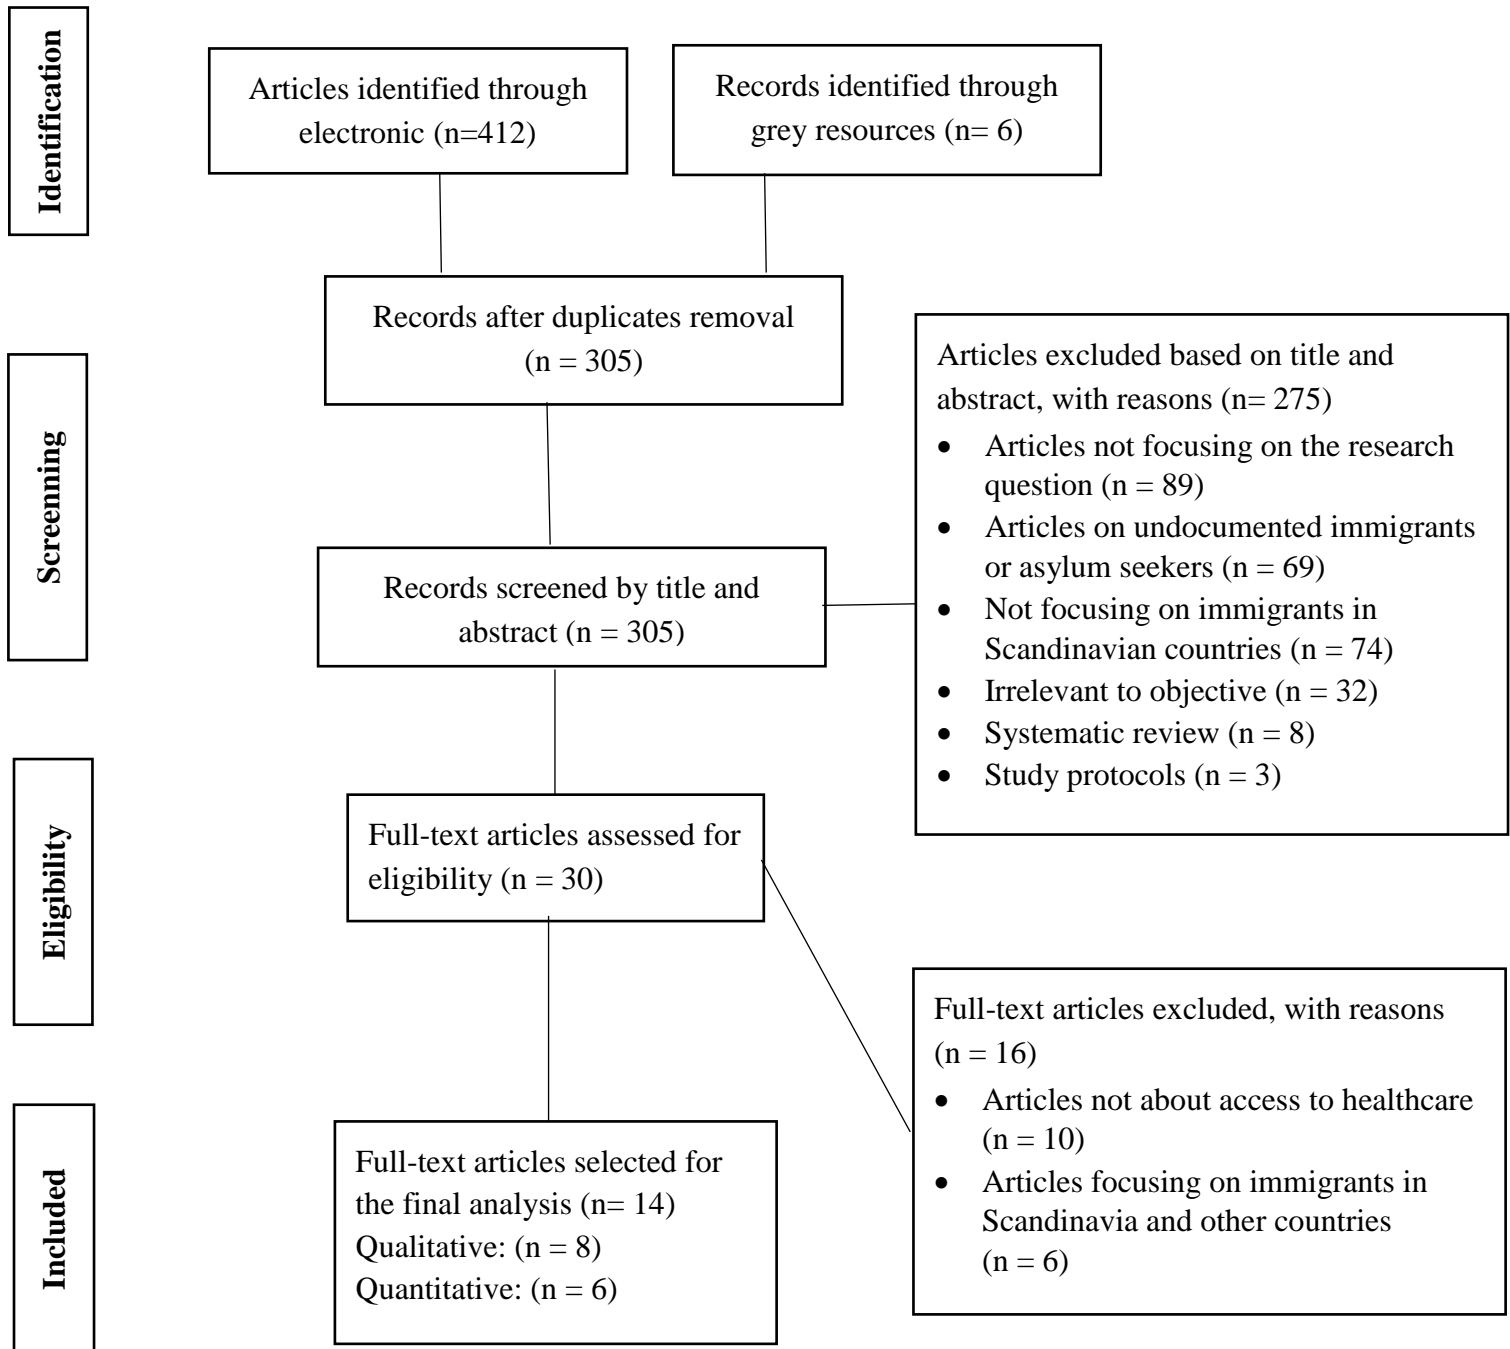 Identification
Articles identified through
electronic (n=412)
Records identified through
grey resources (n= 6)
Records after duplicates removal
(n = 305)
Screenning
Articles excluded based on title and
abstract, with reasons (n= 275)
• Articles not focusing on the research
question (n = 89)
• Articles on undocumented immigrants
or asylum seekers (n = 69)
• Not focusing on immigrants in
Scandinavian countries (n = 74)
• Irrelevant to objective (n = 32)
• Systematic review (n = 8)
• Study protocols (n = 3)
Records screened by title and
abstract (n = 305)
Eligibility
Full-text articles assessed for
eligibility (n = 30)
Full-text articles excluded, with reasons
(n = 16)
• Articles not about access to healthcare
(n = 10)
• Articles focusing on immigrants in
Scandinavia and other countries
(n = 6)
Included
Full-text articles selected for
the final analysis (n= 14)
Qualitative: (n = 8)
Quantitative: (n = 6)